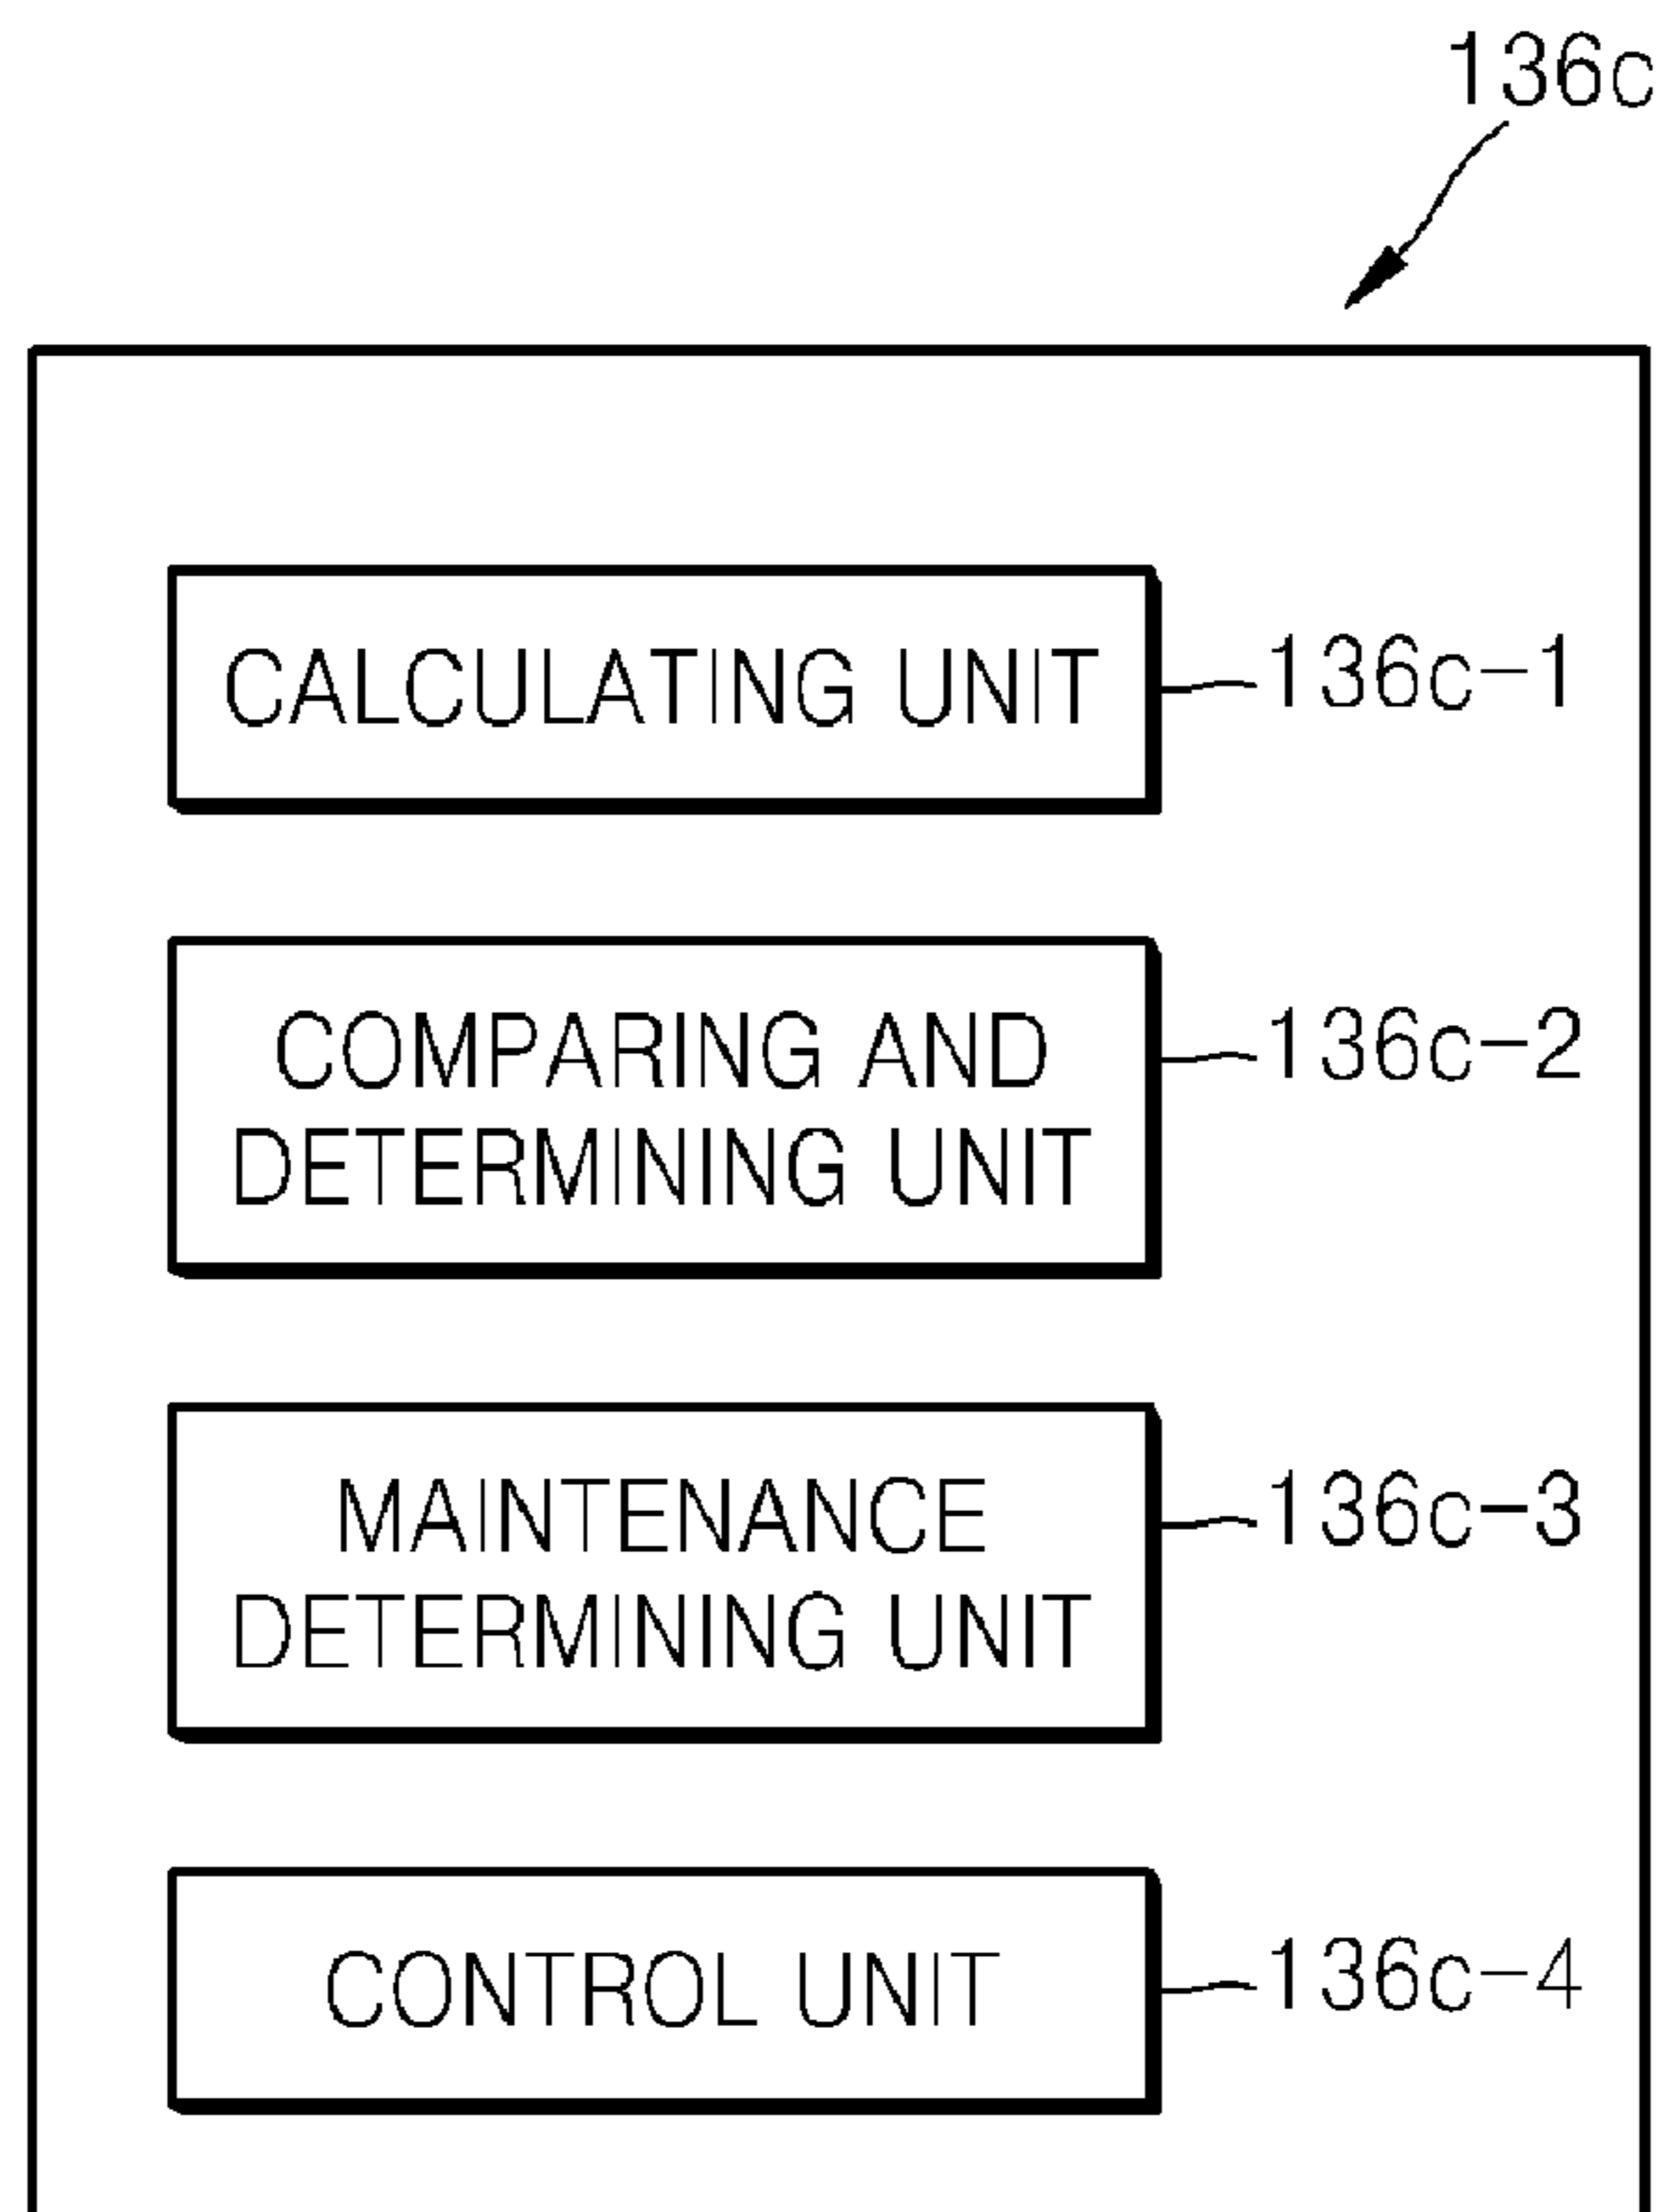 136c
CALCULATING UNIT
136c-1
COMPARING AND
DETERMINING UNIT
136c-2
MAINTENANCE
DETERMINING UNIT
136c-3
CONTROL UNIT
136c-4